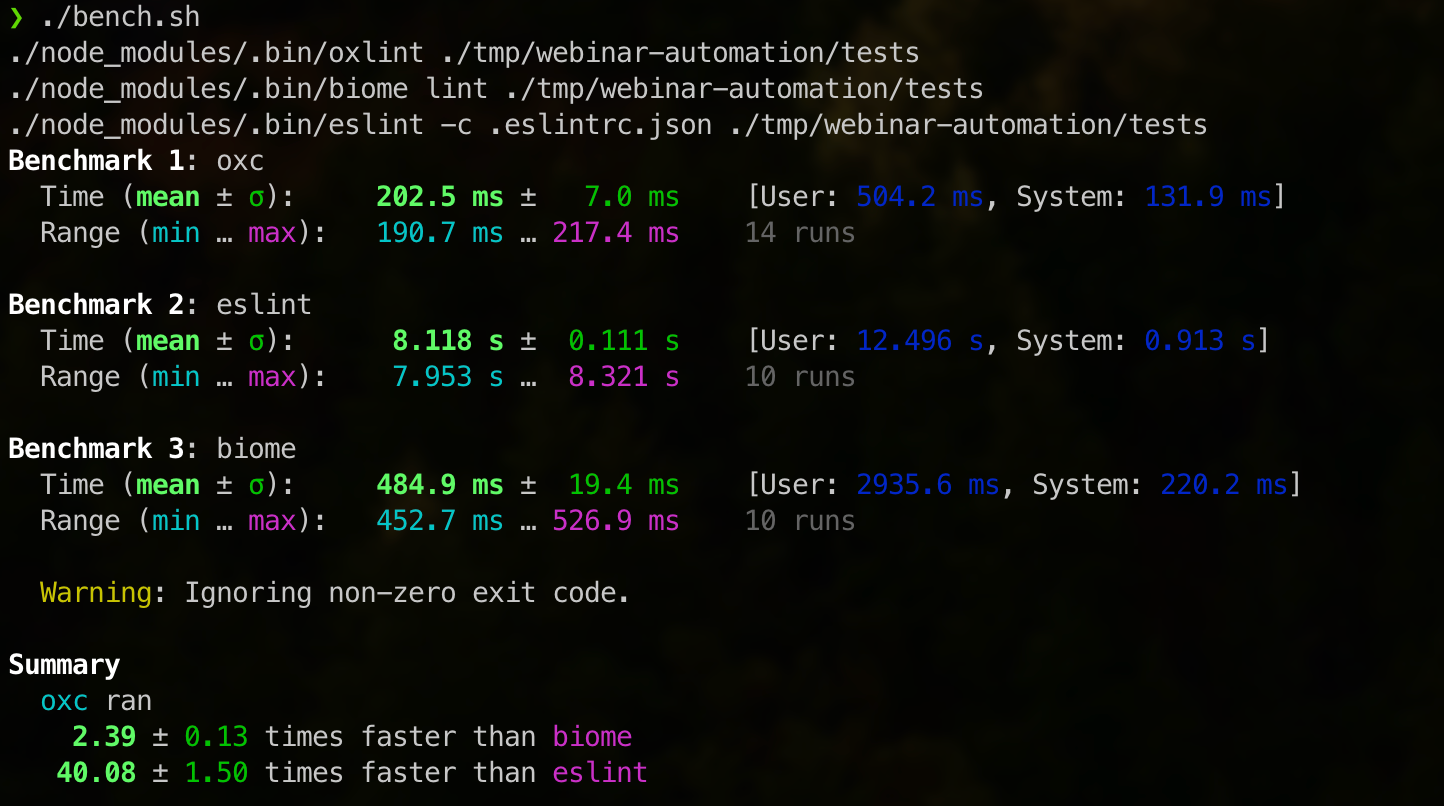 ❯ ./bench.sh
./node_modules/.bin/oxlint ./tmp/webinar-automation/tests
./node_modules/.bin/biome lint ./tmp/webinar-automation/tests
./node_modules/.bin/eslint -c .eslintrc.json ./tmp/webinar-automation/tests
Benchmark 1: oxc
  Time (mean ± σ):     202.5 ms ±   7.0 ms    [User: 504.2 ms, System: 131.9 ms]
  Range (min … max):   190.7 ms … 217.4 ms    14 runs

Benchmark 2: eslint
  Time (mean ± σ):      8.118 s ±  0.111 s    [User: 12.496 s, System: 0.913 s]
  Range (min … max):    7.953 s …  8.321 s    10 runs

Benchmark 3: biome
  Time (mean ± σ):     484.9 ms ±  19.4 ms    [User: 2935.6 ms, System: 220.2 ms]
  Range (min … max):   452.7 ms … 526.9 ms    10 runs

  Warning: Ignoring non-zero exit code.

Summary
  oxc ran
    2.39 ± 0.13 times faster than biome
   40.08 ± 1.50 times faster than eslint